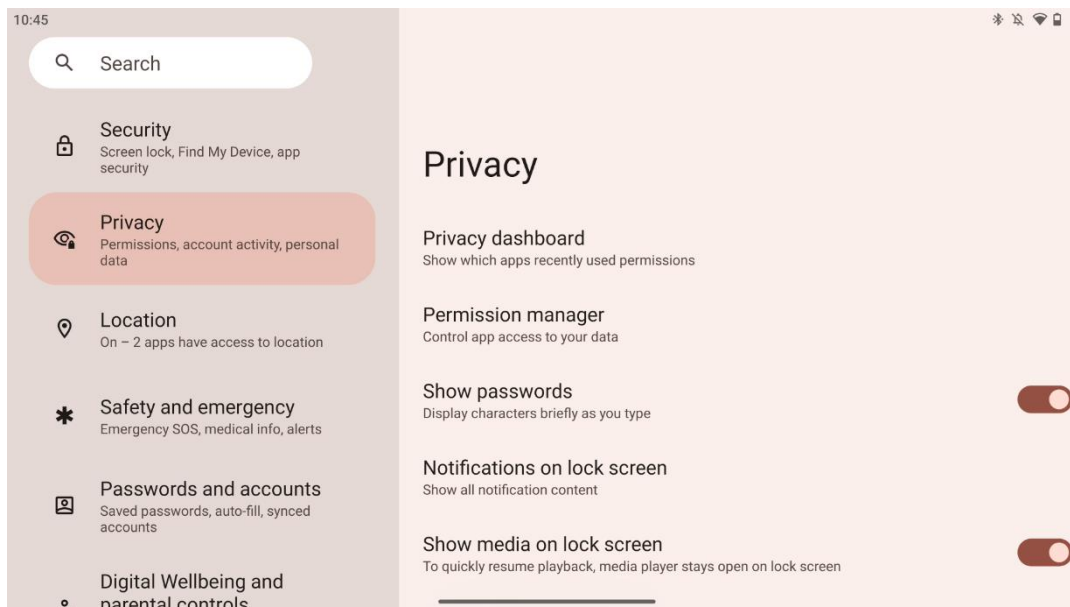 10:45
Search
Security
Screen lock, Find My Device, app
security
Privacy
Permissions, account activity, personal
data
Location
On – 2 apps have access to location
Safety and emergency
Emergency SOS, medical info, alerts
Passwords and accounts
Saved passwords, auto-fill, synced
accounts
Digital Wellbeing and
parental controls
Privacy
Privacy dashboard
Show which apps recently used permissions
Permission manager
Control app access to your data
Show passwords
Display characters briefly as you type
Notifications on lock screen
Show all notification content
Show media on lock screen
To quickly resume playback, media player stays open on lock screen